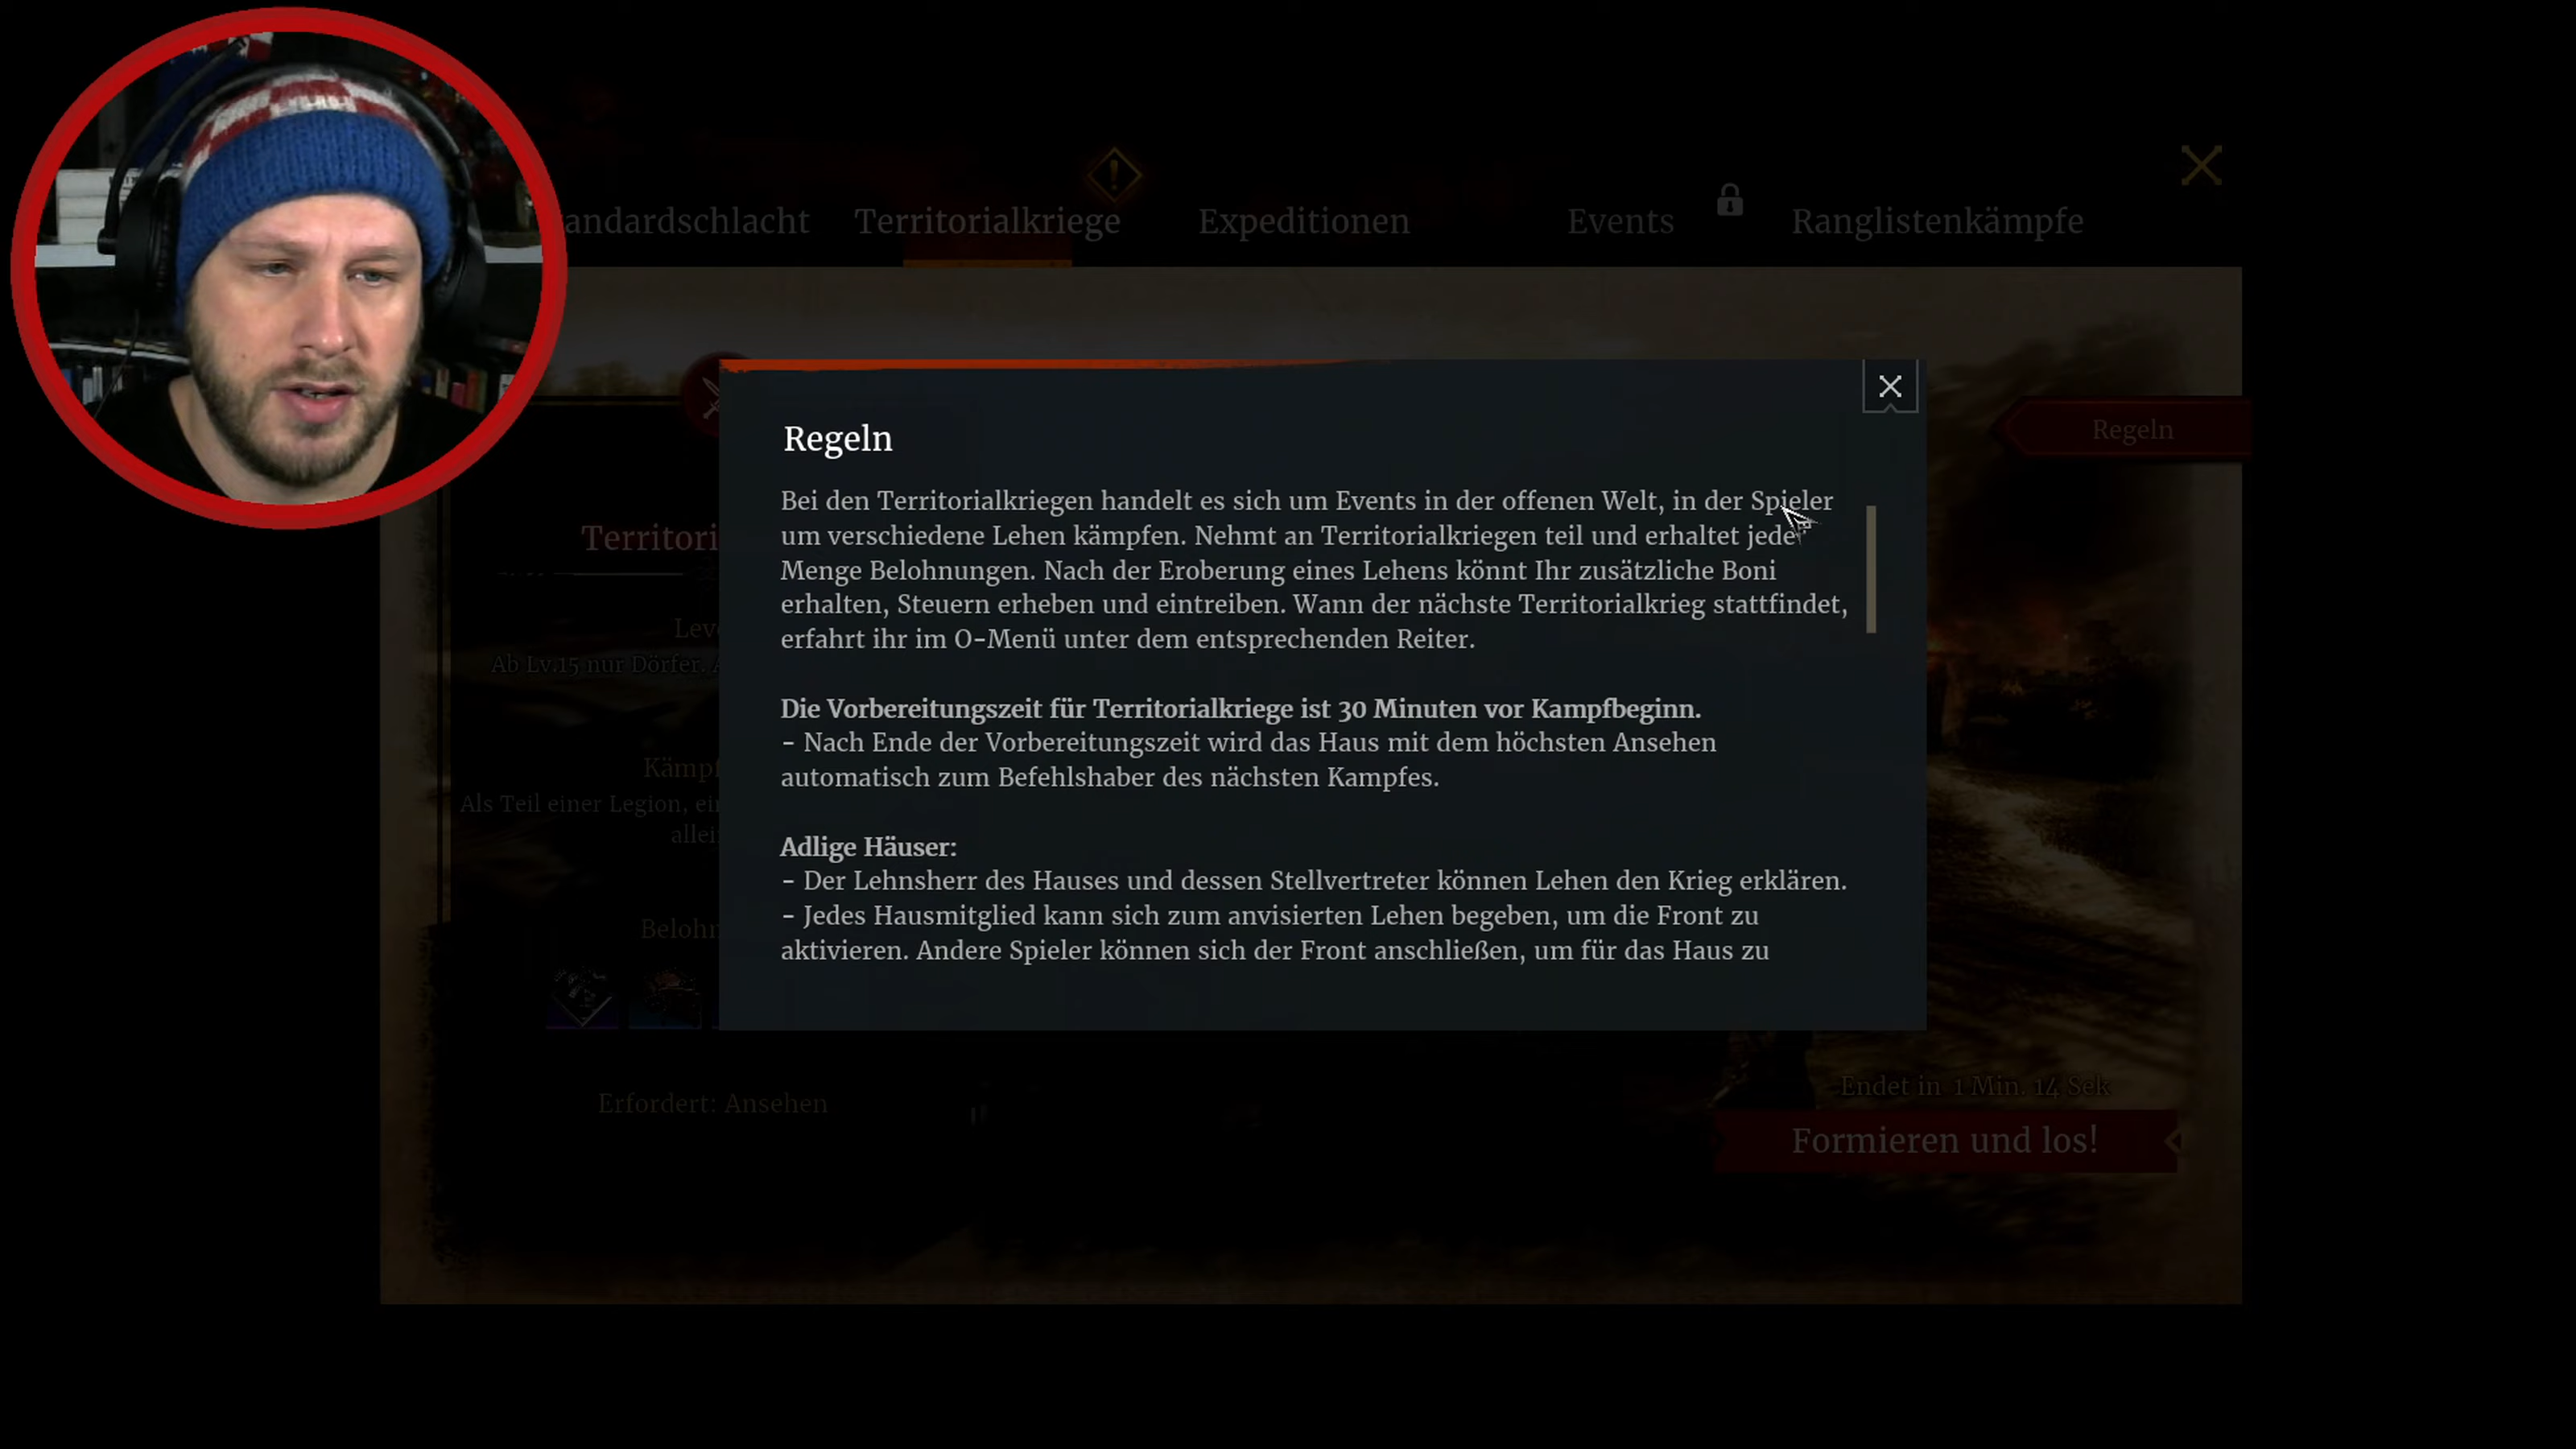 andardschlacht
Territorialkriege
Expeditionen
Events
Ranglistenkämpfe
Regeln
Regeln
Bei den Territorialkriegen handelt es sich um Events in der offenen Welt, in der Spieler
um verschiedene Lehen kämpfen. Nehmt an Territorialkriegen teil und erhaltet jede
Menge Belohnungen. Nach der Eroberung eines Lehens könnt Ihr zusätzliche Boni
erhalten, Steuern erheben und eintreiben. Wann der nächste Territorialkrieg stattfindet,
erfahrt ihr im O-Menü unter dem entsprechenden Reiter.
Die Vorbereitungszeit für Territorialkriege ist 30 Minuten vor Kampfbeginn.
- Nach Ende der Vorbereitungszeit wird das Haus mit dem höchsten Ansehen
automatisch zum Befehlshaber des nächsten Kampfes.
Adlige Häuser:
- Der Lehnsherr des Hauses und dessen Stellvertreter können Lehen den Krieg erklären.
- Jedes Hausmitglied kann sich zum anvisierten Lehen begeben, um die Front zu
aktivieren. Andere Spieler können sich der Front anschließen, um für das Haus zu
Territori
Leve
Ab Lv.15 nur Dörfer. A
Kämpf
Als Teil einer Legion, ein
allei
Belohn
Erfordert: Ansehen
Endet in 1 Min. 14 Sek
Formieren und los!